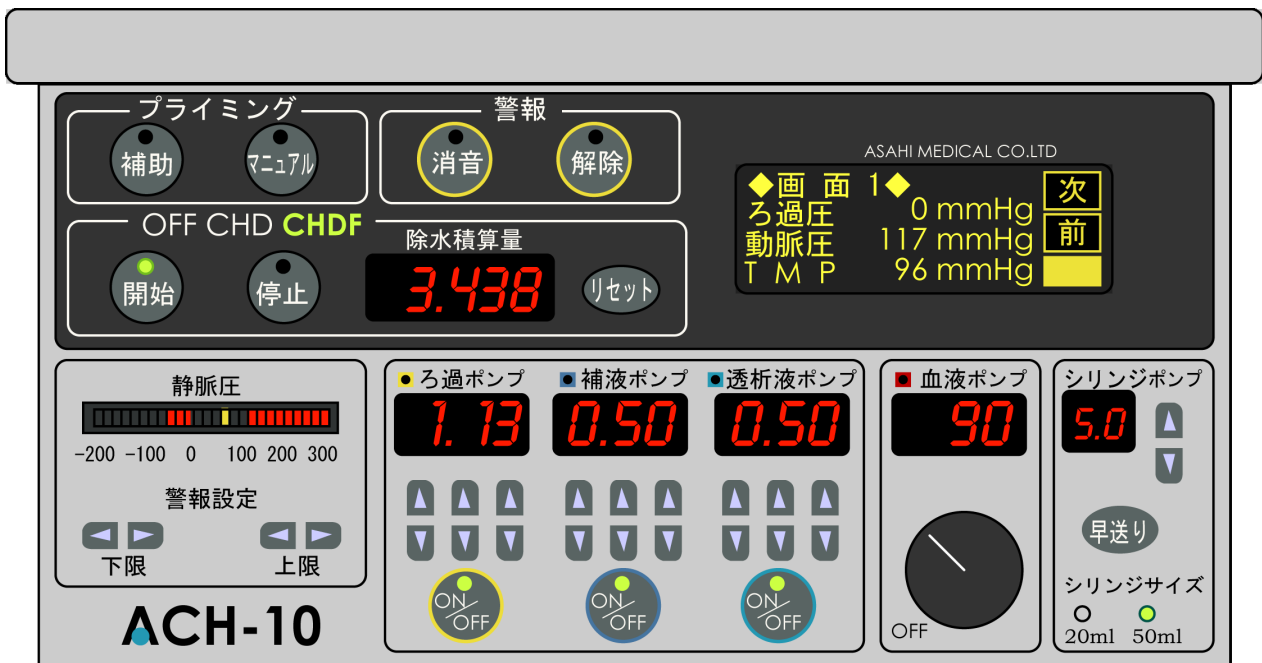 プライミング
補助
マニュアル
警報
消音
解除
OFF CHD CHDF
開始
停止
除水積算量
3.438
リセット
ASAHI MEDICAL CO.LTD
◆画 面 1◆
ろ過圧 0 mmHg
動脈圧 117 mmHg
T M P 96 mmHg
次
前
静脈圧
-200 -100 0 100 200 300
警報設定
下限 上限
ACH-10
ろ過ポンプ
1.13
ON/OFF
補液ポンプ
0.50
ON/OFF
透析液ポンプ
0.50
ON/OFF
血液ポンプ
90
OFF
シリンジポンプ
5.0
早送り
シリンジサイズ
20ml 50ml